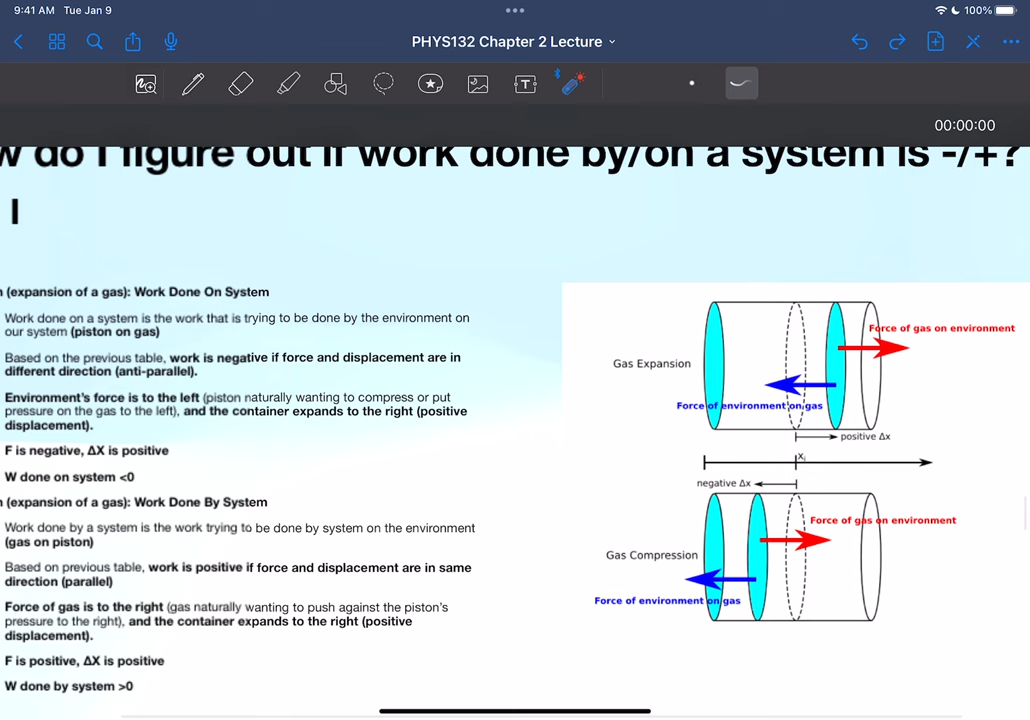 9:41 AM Tue Jan 9
100%
PHYS132 Chapter 2 Lecture
T
00:00:00
w do I figure out if work done by/on a system is -/+?
I
(expansion of a gas): Work Done On System
Work done on a system is the work that is trying to be done by the environment on
our system (piston on gas)
Based on the previous table, work is negative if force and displacement are in
different direction (anti-parallel).
Environment's force is to the left (piston naturally wanting to compress or put
pressure on the gas to the left), and the container expands to the right (positive
displacement).
F is negative, ΔX is positive
W done on system <0
(expansion of a gas): Work Done By System
Work done by a system is the work trying to be done by system on the environment
(gas on piston)
Based on previous table, work is positive if force and displacement are in same
direction (parallel)
Force of gas is to the right (gas naturally wanting to push against the piston's
pressure to the right), and the container expands to the right (positive
displacement).
F is positive, ΔX is positive
W done by system >0
Force of gas on environment
Gas Expansion
Force of environment on gas
positive Δx
Xi
negative Δx
Force of gas on environment
Gas Compression
Force of environment on gas